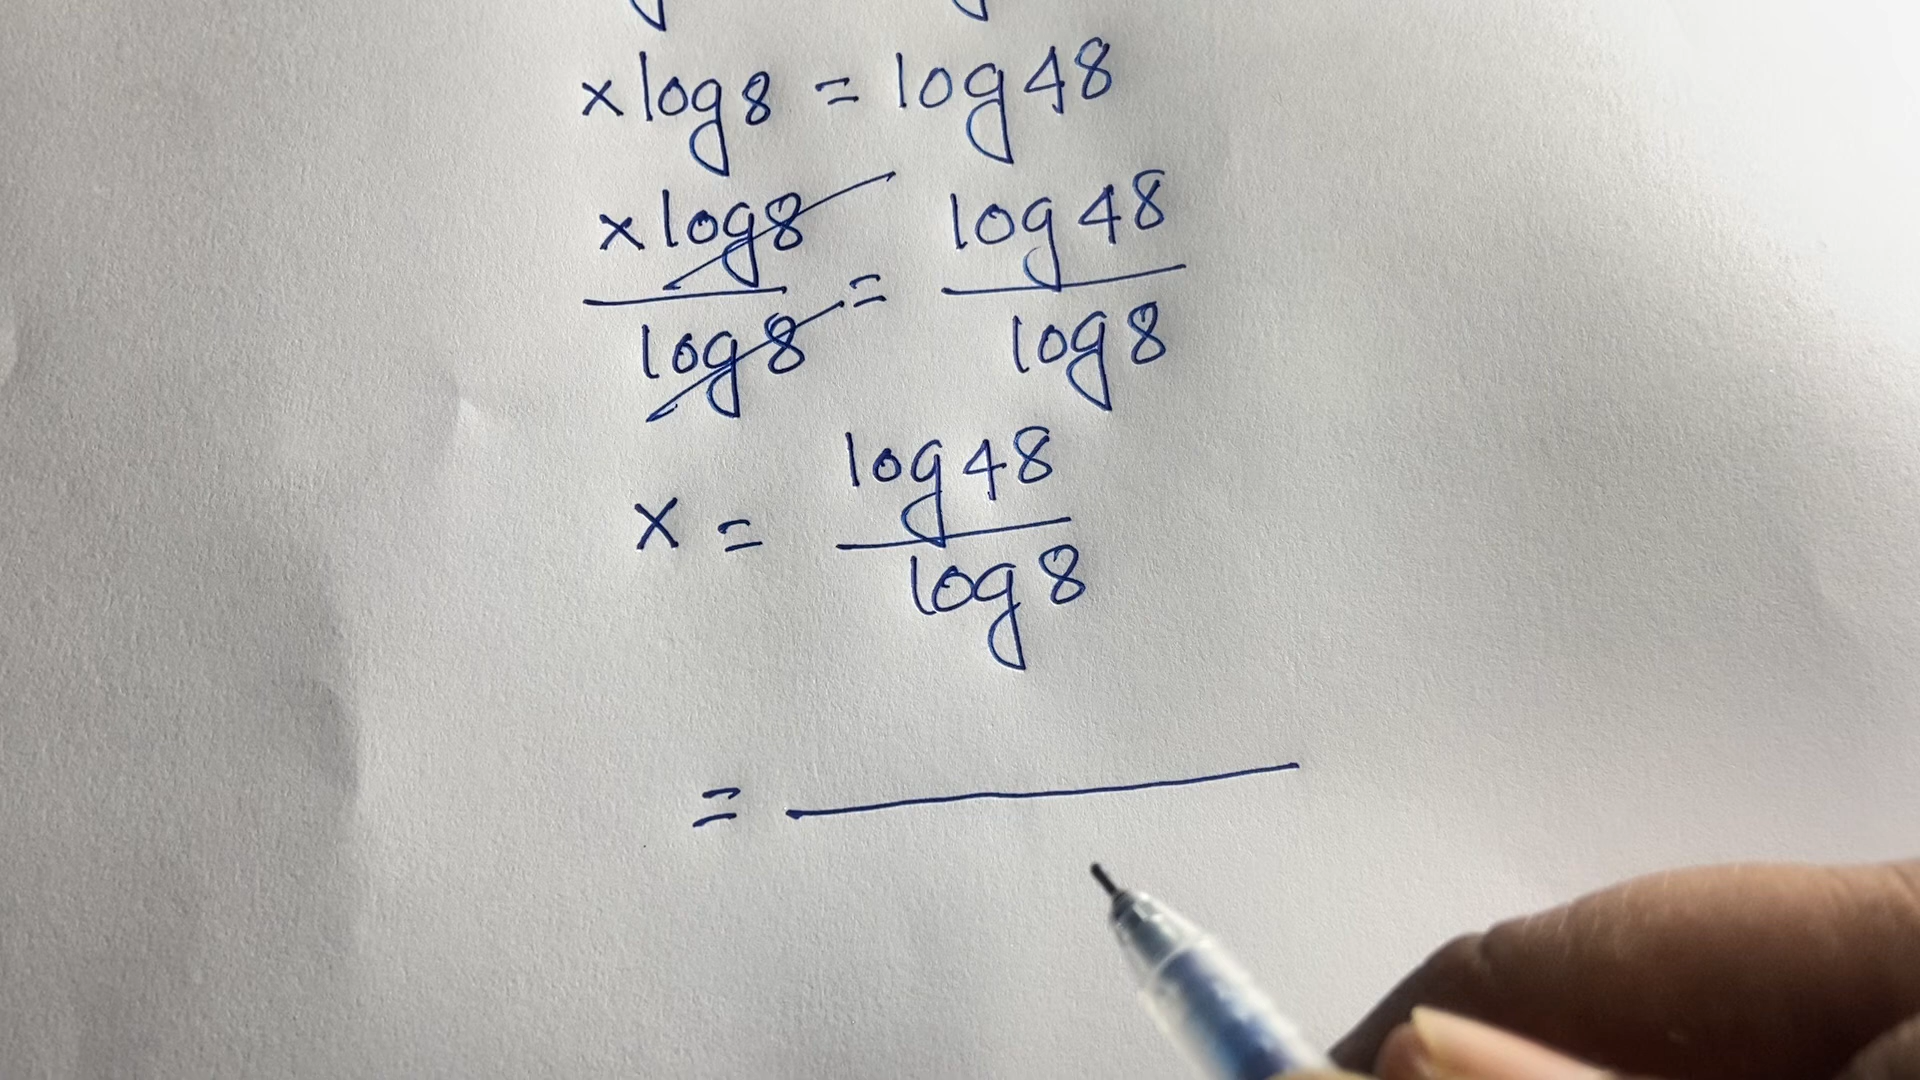 x log 8 = log 48
x log 8 / log 8 = log 48 / log 8
x = log 48 / log 8
=